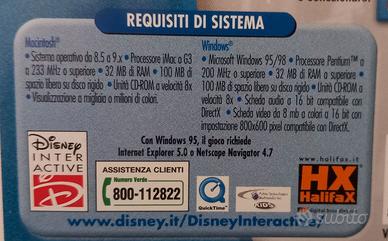 REQUISITI DI SISTEMA
Macintosh®
• Sistema operativo da 8.5 a 9.x • Processore iMac o G3
a 233 MHz o superiore • 32 MB di RAM • 100 MB di
spazio libero su disco rigido • Unità CD-ROM a velocità 8x
• Visualizzazione a migliaia o milioni di colori.
Windows®
• Microsoft Windows 95/98 • Processore Pentium™ a
200 MHz o superiore • 32 MB di RAM • Unità CD-ROM a
100 MB di spazio libero su disco rigido
velocità 8x • Scheda audio a 16 bit compatibile con
DirectX • Scheda video da 8 mb a colori a 16 bit con
impostazione 800x600 pixel compatibile con DirectX.
Con Windows 95, il gioco richiede
Internet Explorer 5.0 o Netscape Navigator 4.7
DISNEY
INTER
ACTIVE
ASSISTENZA CLIENTI
Numero Verde
800-112822
QuickTime™
KIDS
www.halifax.it
HX
HalifaX
www.disney.it/DisneyInteractive/
subito